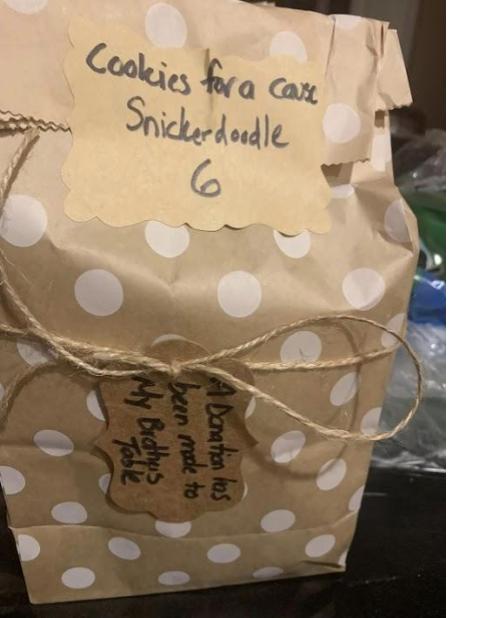 Cookies for a cause
Snickerdoodle
6
A Donation has
been made to
My Brother's
Table